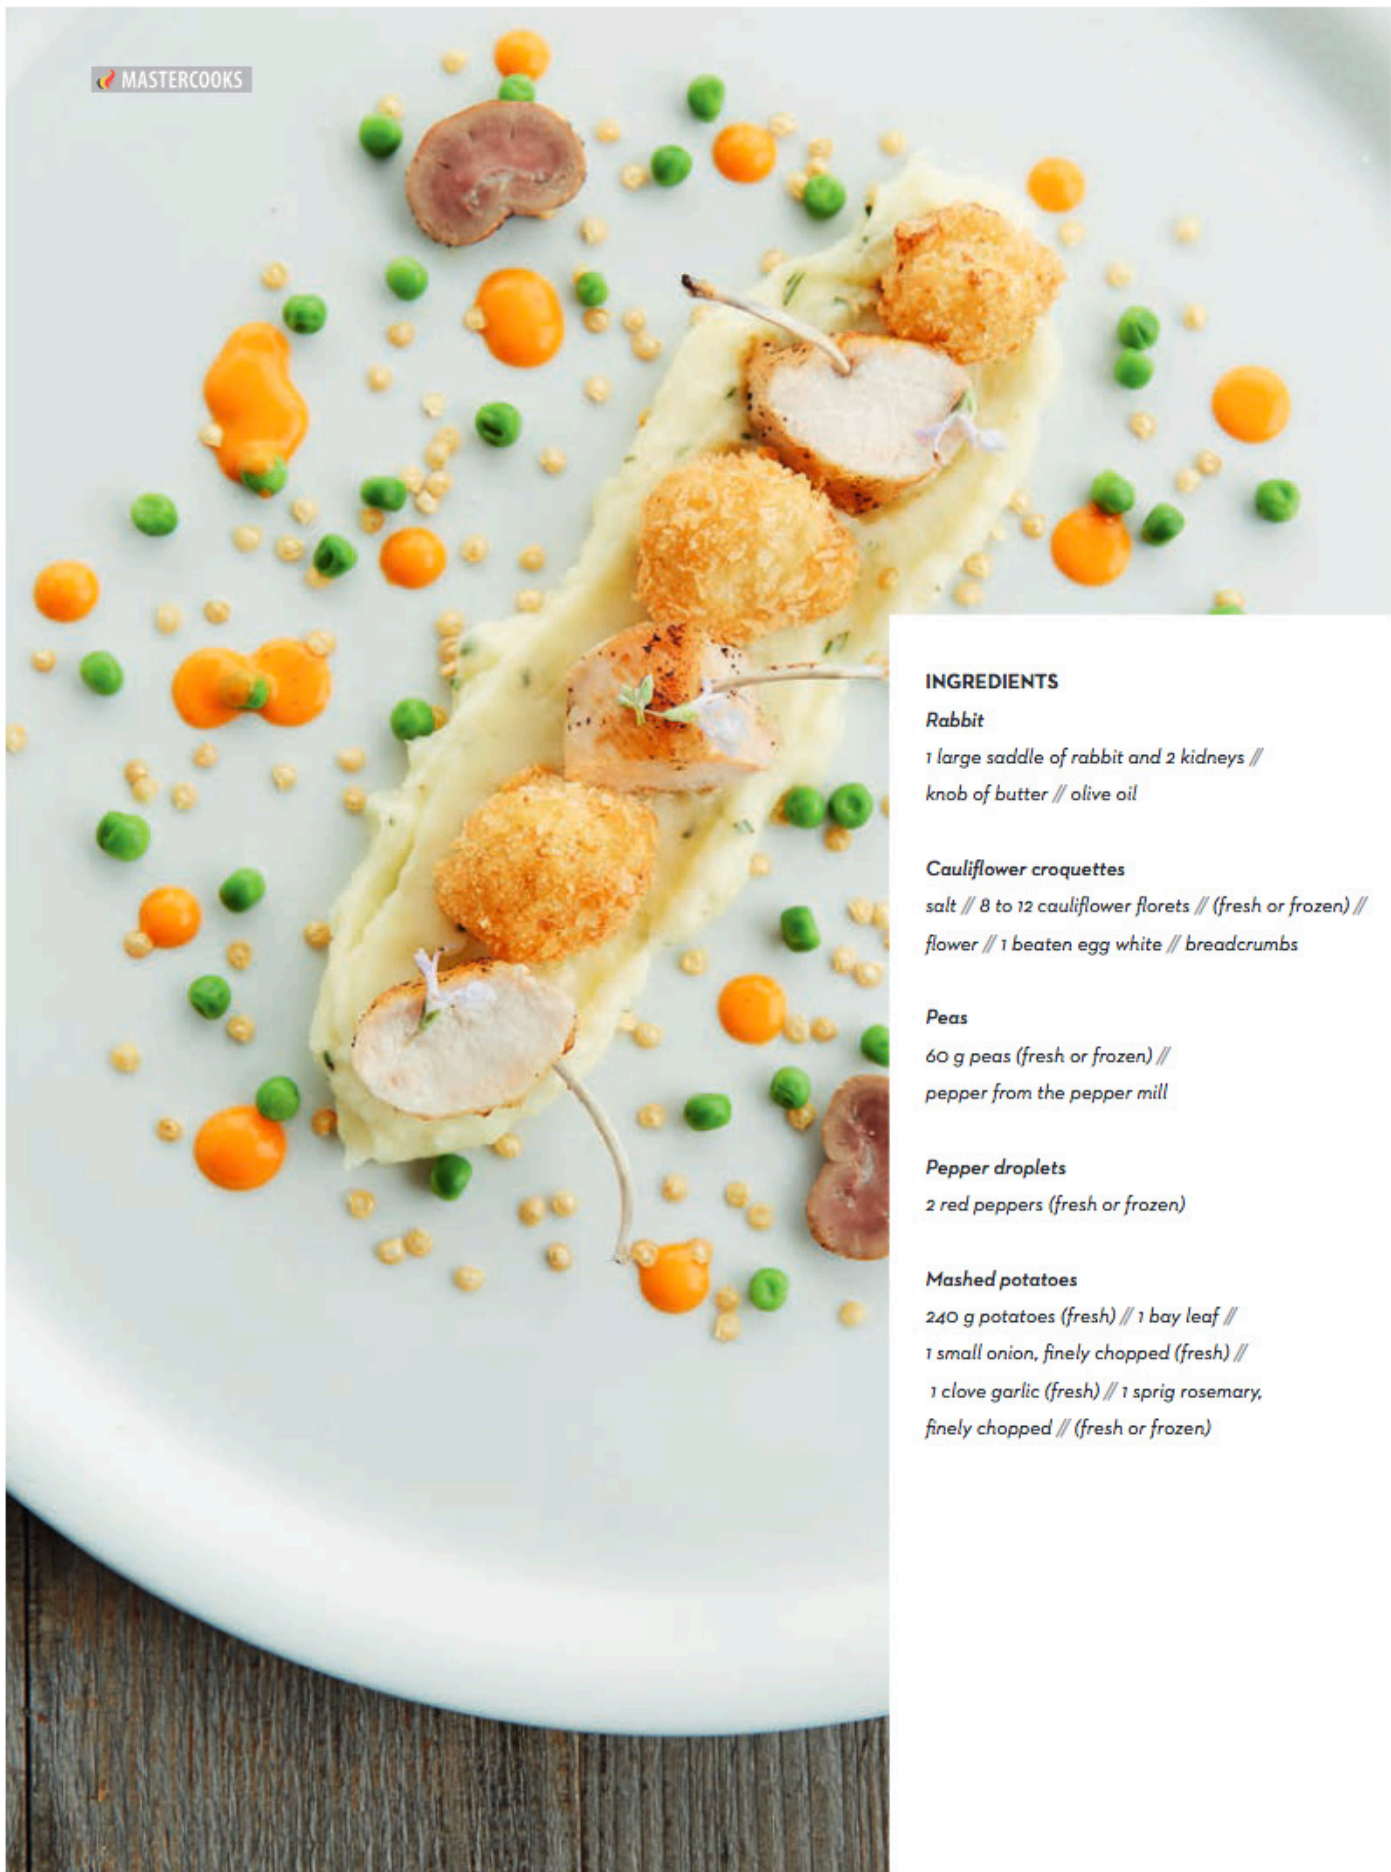 MASTERCOOKS
INGREDIENTS
Rabbit
1 large saddle of rabbit and 2 kidneys //
knob of butter // olive oil
Cauliflower croquettes
salt // 8 to 12 cauliflower florets // (fresh or frozen) //
flower // 1 beaten egg white // breadcrumbs
Peas
60 g peas (fresh or frozen) //
pepper from the pepper mill
Pepper droplets
2 red peppers (fresh or frozen)
Mashed potatoes
240 g potatoes (fresh) // 1 bay leaf //
1 small onion, finely chopped (fresh) //
1 clove garlic (fresh) // 1 sprig rosemary,
finely chopped // (fresh or frozen)